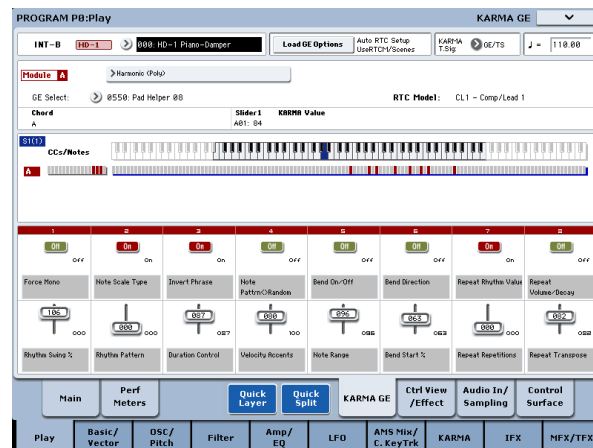 PROGRAM P0:Play
KARMA GE
INT-B HD-1 000: HD-1 Piano-Damper
Load GE Options
Auto RTC Setup
UseRTCM/Scenes
KARMA
T.Sig:
GE/TS
♩ = 110.00
Module A
Harmonic (Poly)
GE Select: 0550: Pad Helper 08
RTC Model: CL1 - Comp/Lead 1
Chord Slider1 KARMA Value
A A01: 84
S1(1)
CCs/Notes
A
1 2 3 4 5 6 7 8
Off On On Off Off Off On Off
Off On On Off Off Off On Off
Force Mono
Note Scale Type
Invert Phrase
Note
Pattrn<>Random
Bend On/Off
Bend Direction
Repeat Rhythm Value
Repeat
Volume/Decay
106 000 087 080 096 063 000 082
000 000 087 100 096 063 000 082
Rhythm Swing %
Rhythm Pattern
Duration Control
Velocity Accents
Note Range
Bend Start %
Repeat Repetitions
Repeat Transpose
Main
Perf
Meters
Quick
Layer
Quick
Split
KARMA GE
Ctrl View
/Effect
Audio In/
Sampling
Control
Surface
Play
Basic/
Vector
OSC/
Pitch
Filter
Amp/
EQ
LFO
AMS Mix/
C. KeyTrk
KARMA
IFX
MFX/TFX